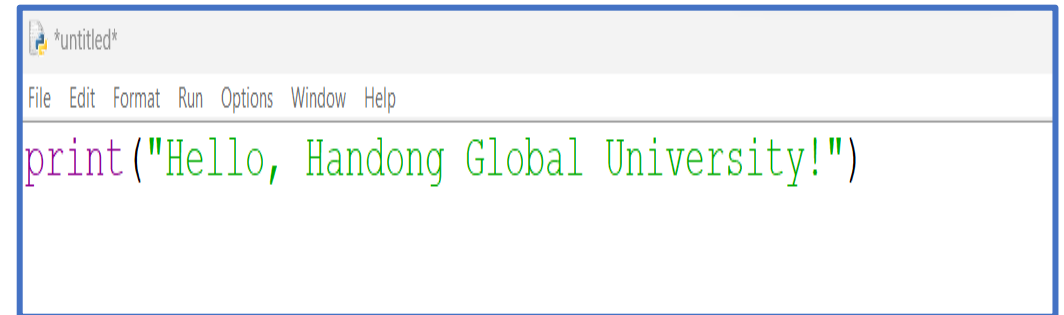 *untitled*
File Edit Format Run Options Window Help
print("Hello, Handong Global University!")